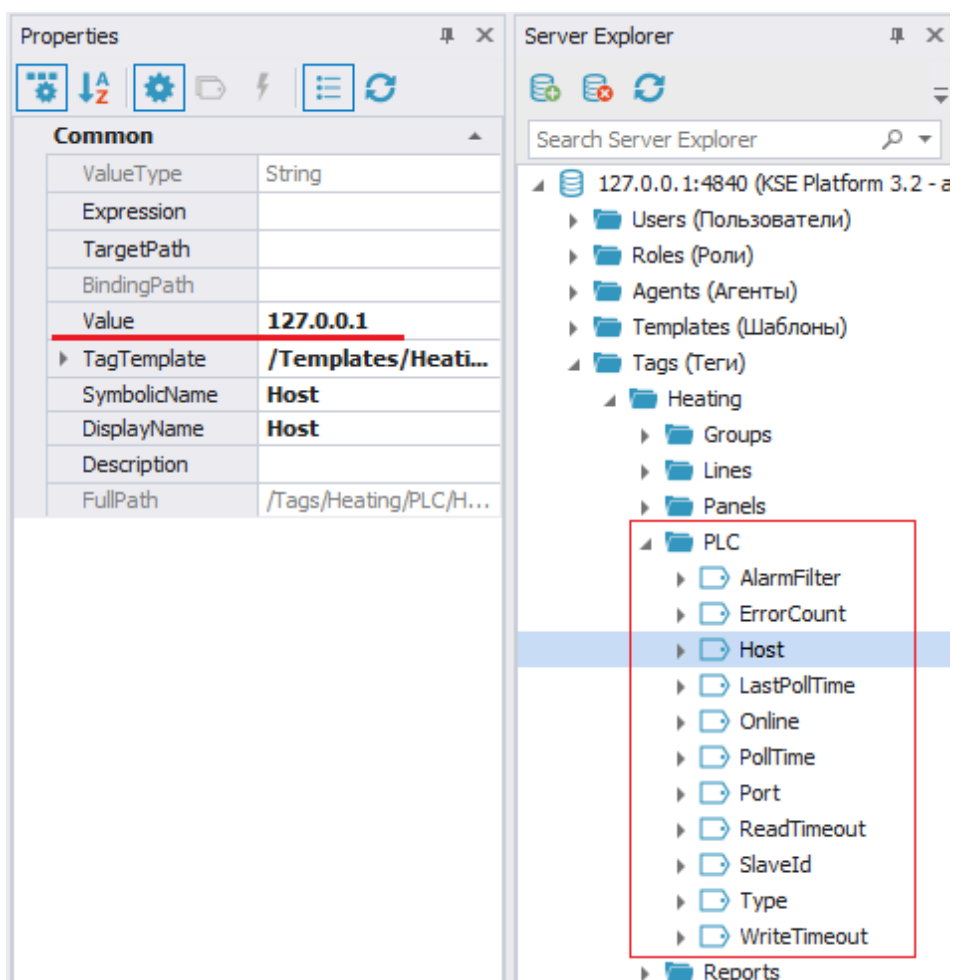 Properties
Common
ValueType String
Expression
TargetPath
BindingPath
Value 127.0.0.1
TagTemplate /Templates/Heati...
SymbolicName Host
DisplayName Host
Description
FullPath /Tags/Heating/PLC/H...
Server Explorer
Search Server Explorer
127.0.0.1:4840 (KSE Platform 3.2 - a
Users (Пользователи)
Roles (Роли)
Agents (Агенты)
Templates (Шаблоны)
Tags (Теги)
Heating
Groups
Lines
Panels
PLC
AlarmFilter
ErrorCount
Host
LastPollTime
Online
PollTime
Port
ReadTimeout
SlaveId
Type
WriteTimeout
Reports